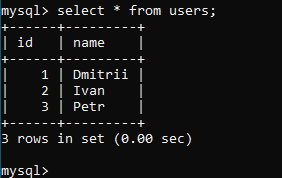 mysql> select * from users;
+------+---------+
| id   | name    |
+------+---------+
|    1 | Dmitrii |
|    2 | Ivan    |
|    3 | Petr    |
+------+---------+
3 rows in set (0.00 sec)
mysql>